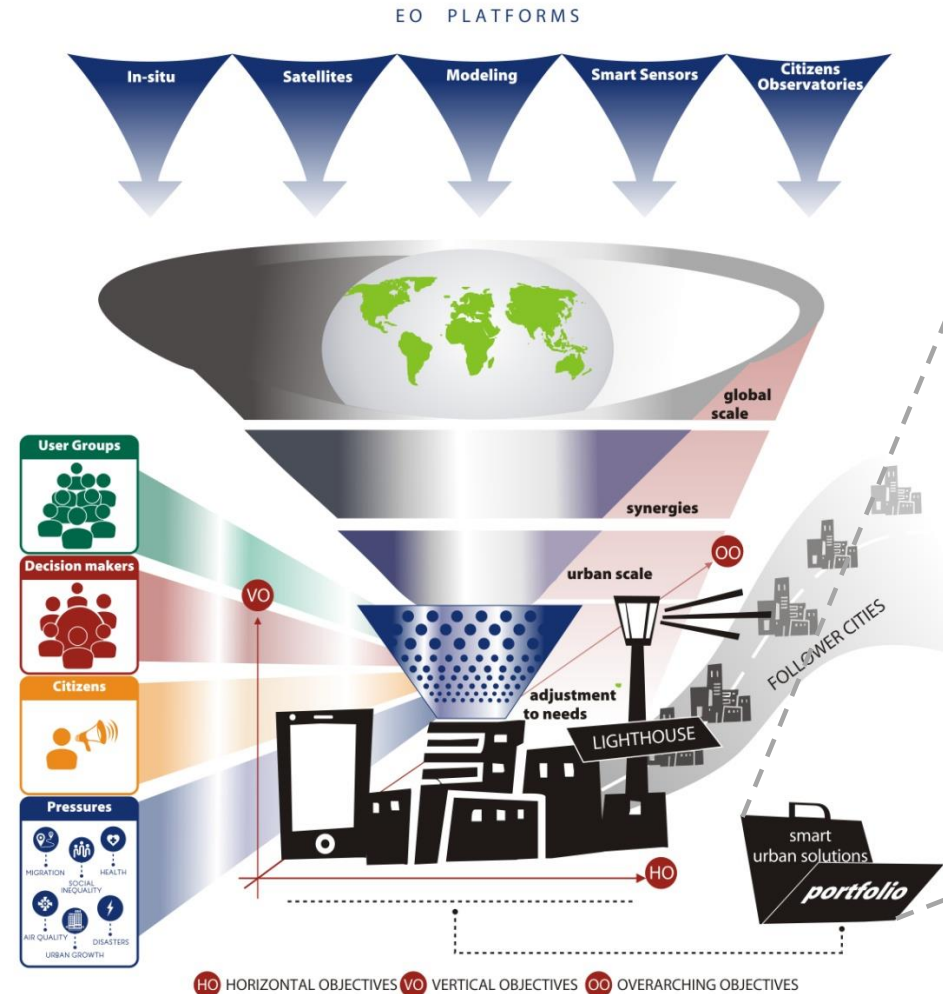 EO PLATFORMS
In-situ
Satellites
Modeling
Smart Sensors
Citizens
Observatories
global
scale
synergies
urban scale
adjustment
to needs
User Groups
Decision makers
Citizens
Pressures
MIGRATION
SOCIAL
INEQUALITY
HEALTH
AIR QUALITY
URBAN GROWTH
DISASTERS
VO
OO
HO
LIGHTHOUSE
FOLLOWER CITIES
smart
urban solutions
portfolio
HO HORIZONTAL OBJECTIVES VO VERTICAL OBJECTIVES OO OVERARCHING OBJECTIVES